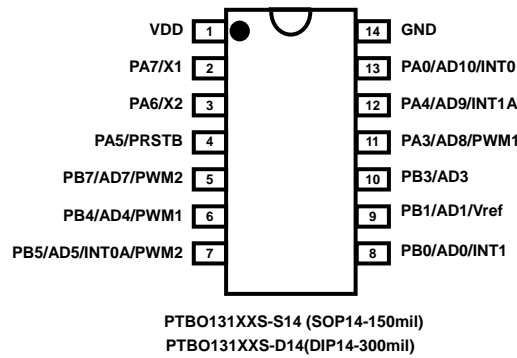 VDD 1 14 GND
PA7/X1 2 13 PA0/AD10/INT0
PA6/X2 3 12 PA4/AD9/INT1A
PA5/PRSTB 4 11 PA3/AD8/PWM1
PB7/AD7/PWM2 5 10 PB3/AD3
PB4/AD4/PWM1 6 9 PB1/AD1/Vref
PB5/AD5/INT0A/PWM2 7 8 PB0/AD0/INT1
PTBO131XXS-S14 (SOP14-150mil)
PTBO131XXS-D14(DIP14-300mil)